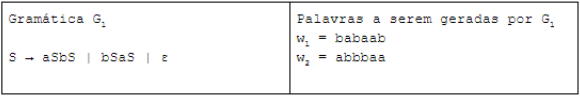 Gramática G₁
S → aSbS | bSaS | ε
Palavras a serem geradas por G₁
w₁ = babaab
w₂ = abbbaa